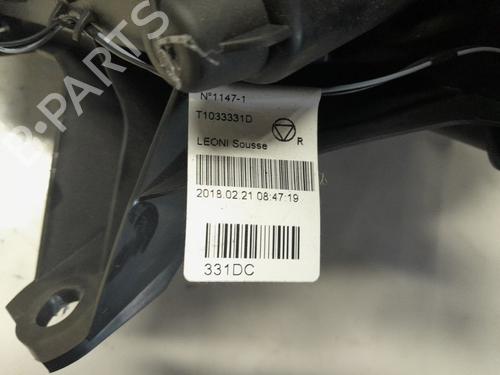 B-PARTS
N°1147-1
T1033331D
R
LEONI Sousse
2018.02.21 08:47:19
331DC